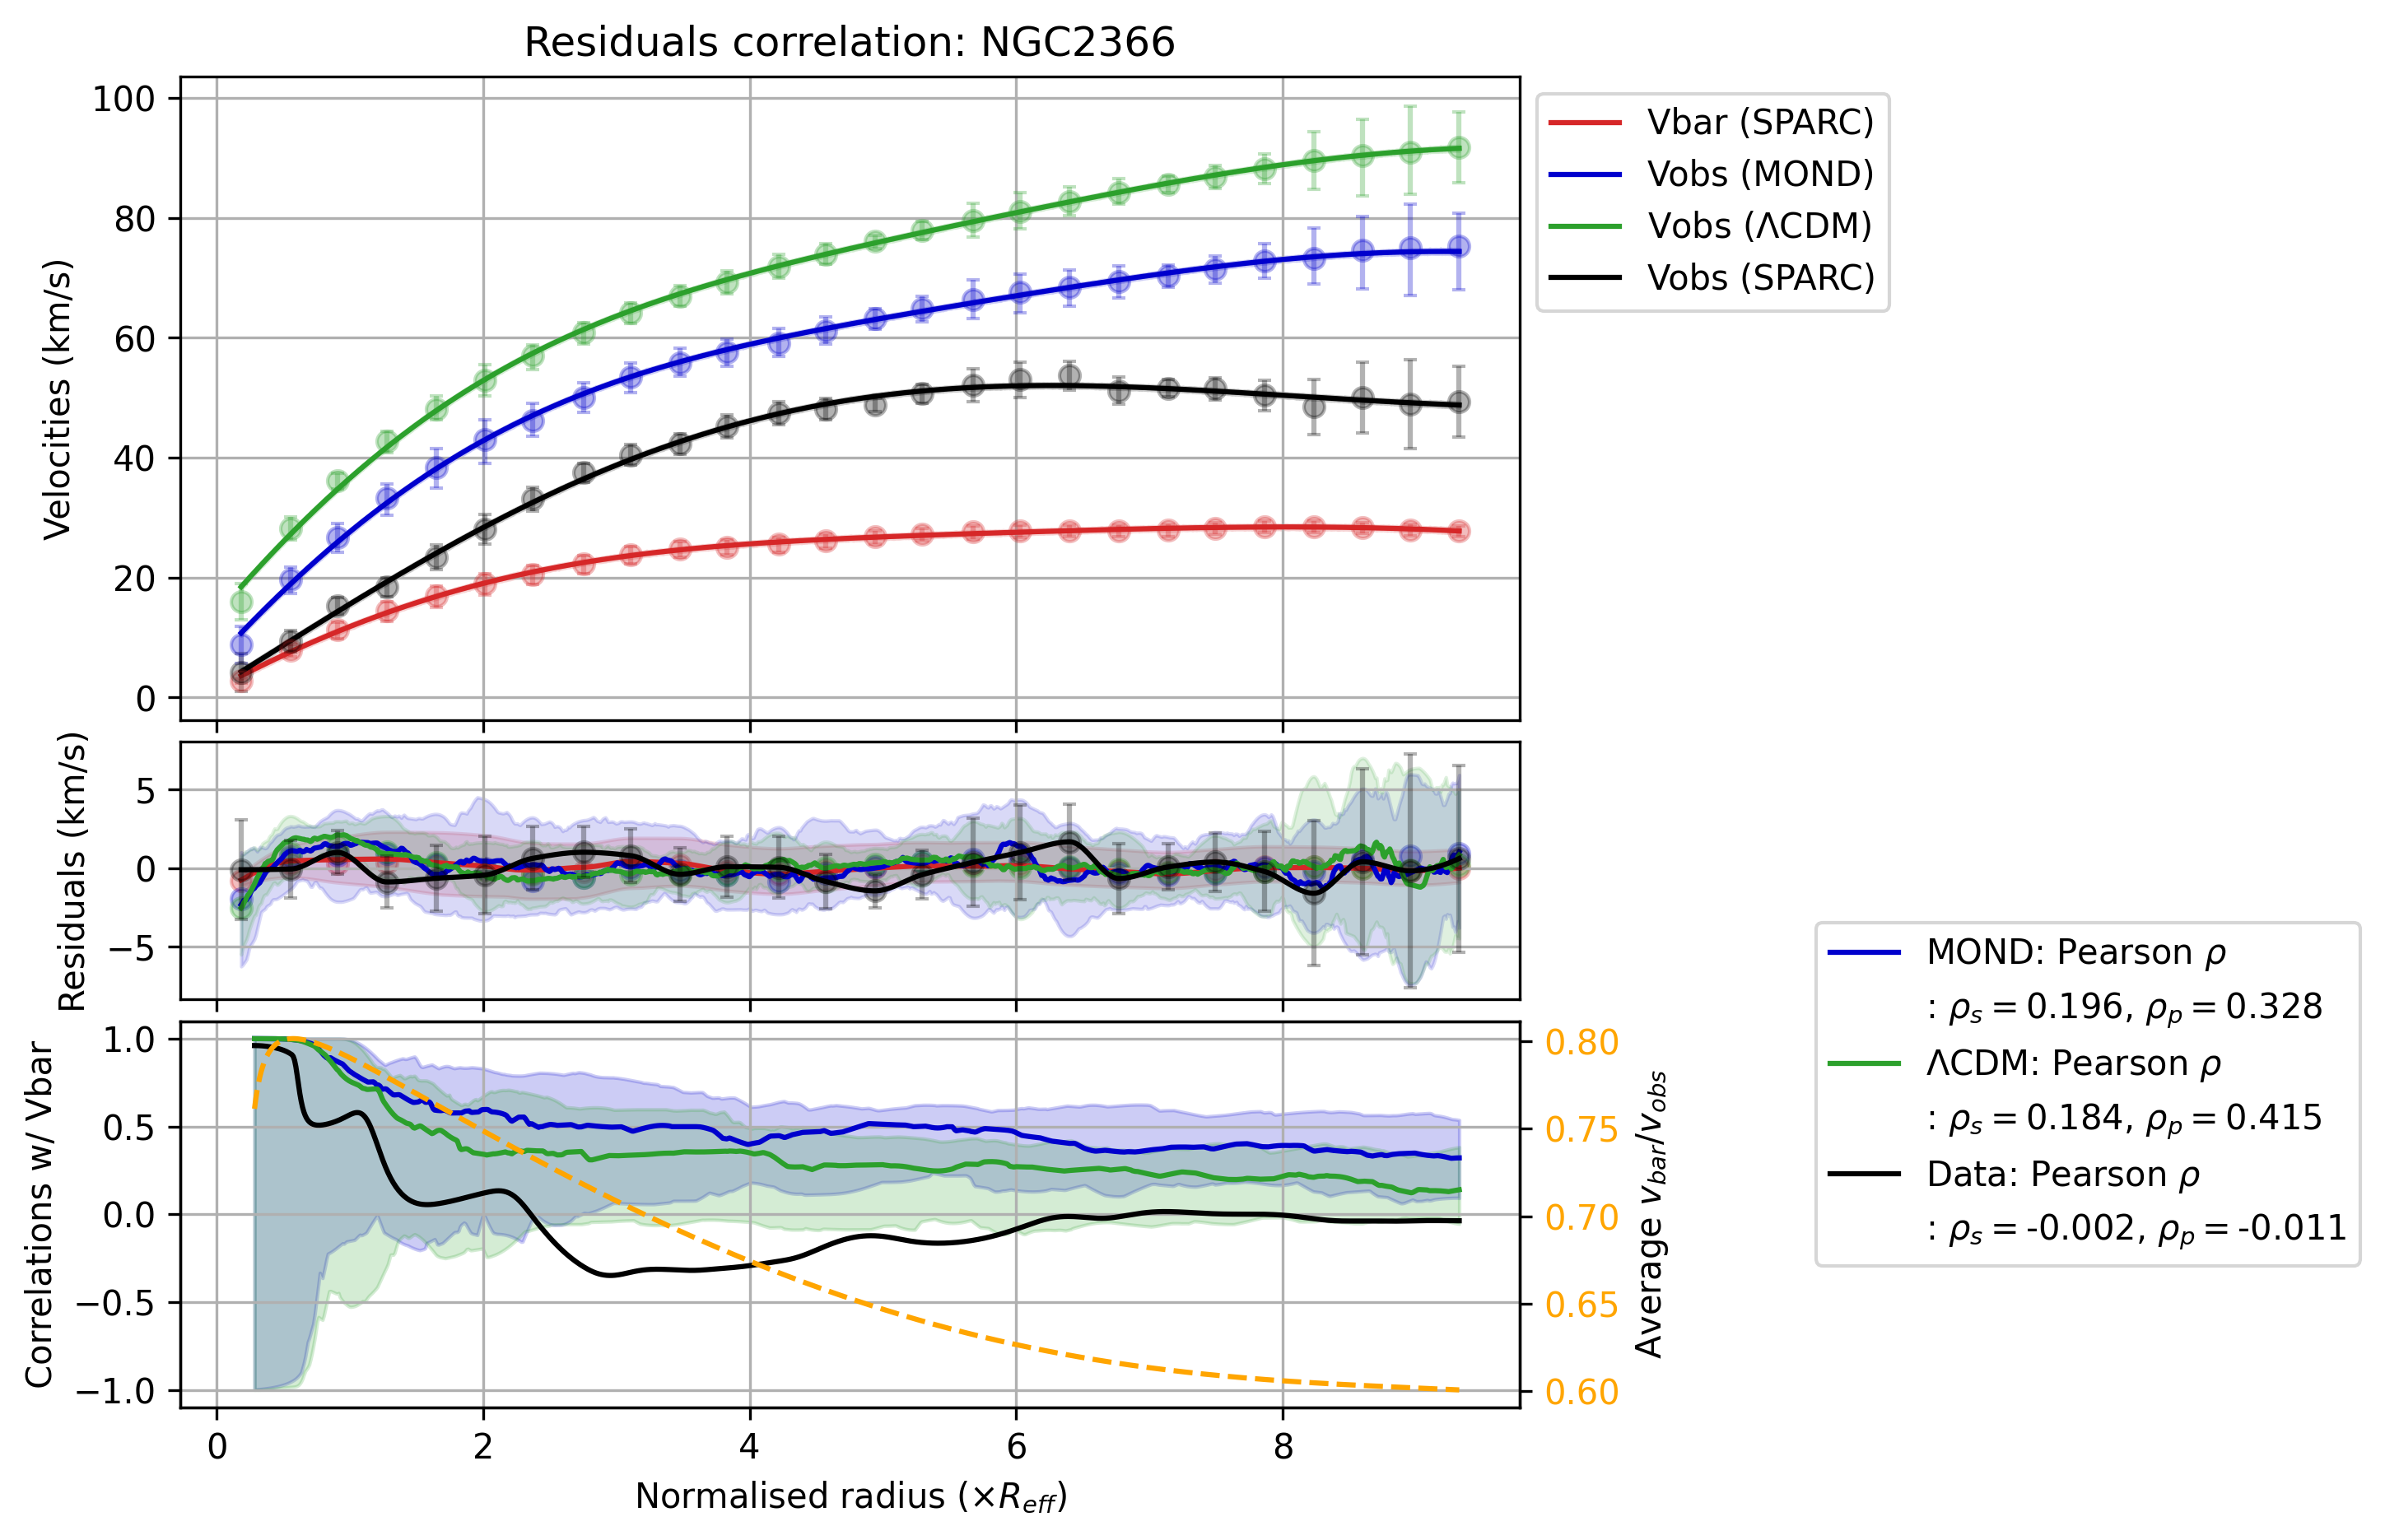 Residuals correlation: NGC2366
Velocities (km/s)
100
80
60
40
20
0
Vbar (SPARC)
Vobs (MOND)
Vobs (ΛCDM)
Vobs (SPARC)
Residuals (km/s)
5
0
−5
Correlations w/ Vbar
1.0
0.5
0.0
−0.5
−1.0
0.80
0.75
0.70
0.65
0.60
Average v_bar/v_obs
MOND: Pearson ρ
: ρ_s = 0.196, ρ_p = 0.328
ΛCDM: Pearson ρ
: ρ_s = 0.184, ρ_p = 0.415
Data: Pearson ρ
: ρ_s = -0.002, ρ_p = -0.011
0 2 4 6 8
Normalised radius (×R_eff)